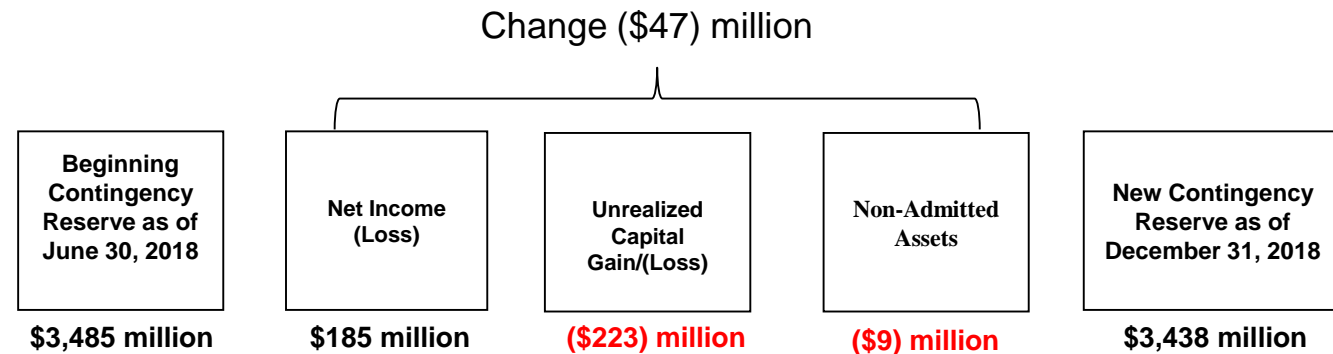 Change ($47) million
Beginning
Contingency
Reserve as of
June 30, 2018
$3,485 million
Net Income
(Loss)
$185 million
Unrealized
Capital
Gain/(Loss)
($223) million
Non-Admitted
Assets
($9) million
New Contingency
Reserve as of
December 31, 2018
$3,438 million